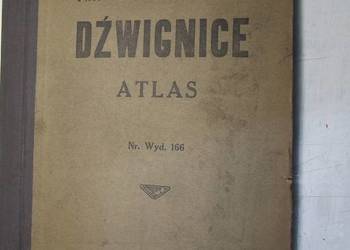 DŹWIGNICE
ATLAS
Nr. Wyd. 166